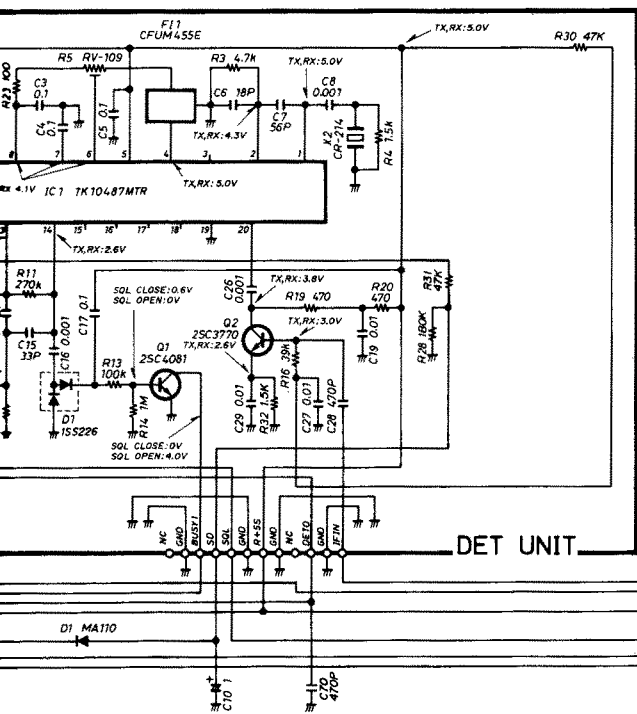 FI1
CFUM455E
TX,RX:5.0V
R30 47K
R5 RV-109
R3 4.7k
TX,RX:5.0V
C8
0.001
R23 100
C3
0.1
C6 18P
C4
0.1
C5 0.1
TX,RX:4.3V
C7
56P
X2
CR-214
R4 1.5k
8 7 6 5 4 3 2 1
RX 4.1V
IC1 TK10487MTR
TX,RX:5.0V
14 15 16 17 18 19 20
TX,RX:2.6V
R11
270k
SQL CLOSE:0.6V
SQL OPEN:0V
C26
0.001
TX,RX:3.8V
R19 470
R20
470
R31
47K
C17 0.1
C15
33P
C16 0.001
Q1
2SC4081
Q2
2SC3770
TX,RX:2.6V
TX,RX:3.0V
C19 0.01
R28 180K
R13
100k
R16 39k
D1
1SS226
R14 1M
C29 0.01
R32 1.5K
C27 0.01
C28 470P
SQL CLOSE:0V
SQL OPEN:4.0V
NC
GND
BUSY1
SD
SQL
GND
R+5S
GND
NC
DETO
GND
IFIN
DET UNIT
D1 MA110
+
C10 1
C70
470P